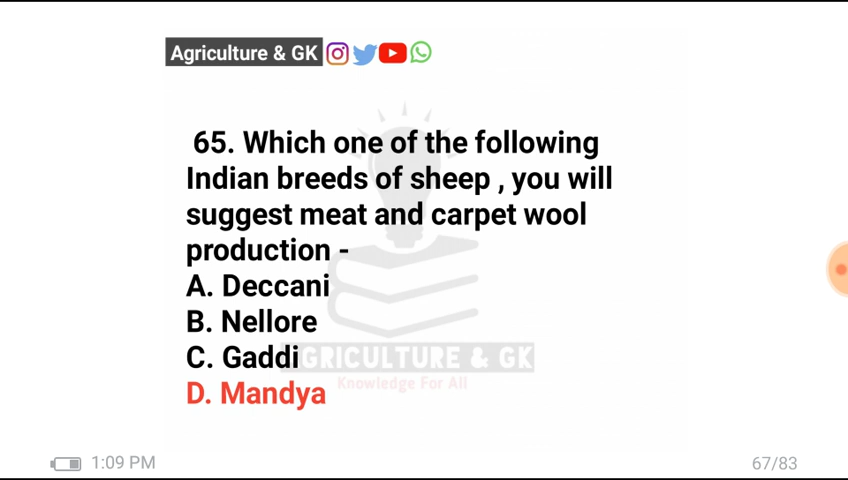 Agriculture & GK
65. Which one of the following
Indian breeds of sheep , you will
suggest meat and carpet wool
production -
A. Deccani
B. Nellore
C. Gaddi
D. Mandya
AGRICULTURE & GK
Knowledge For All
1:09 PM
67/83